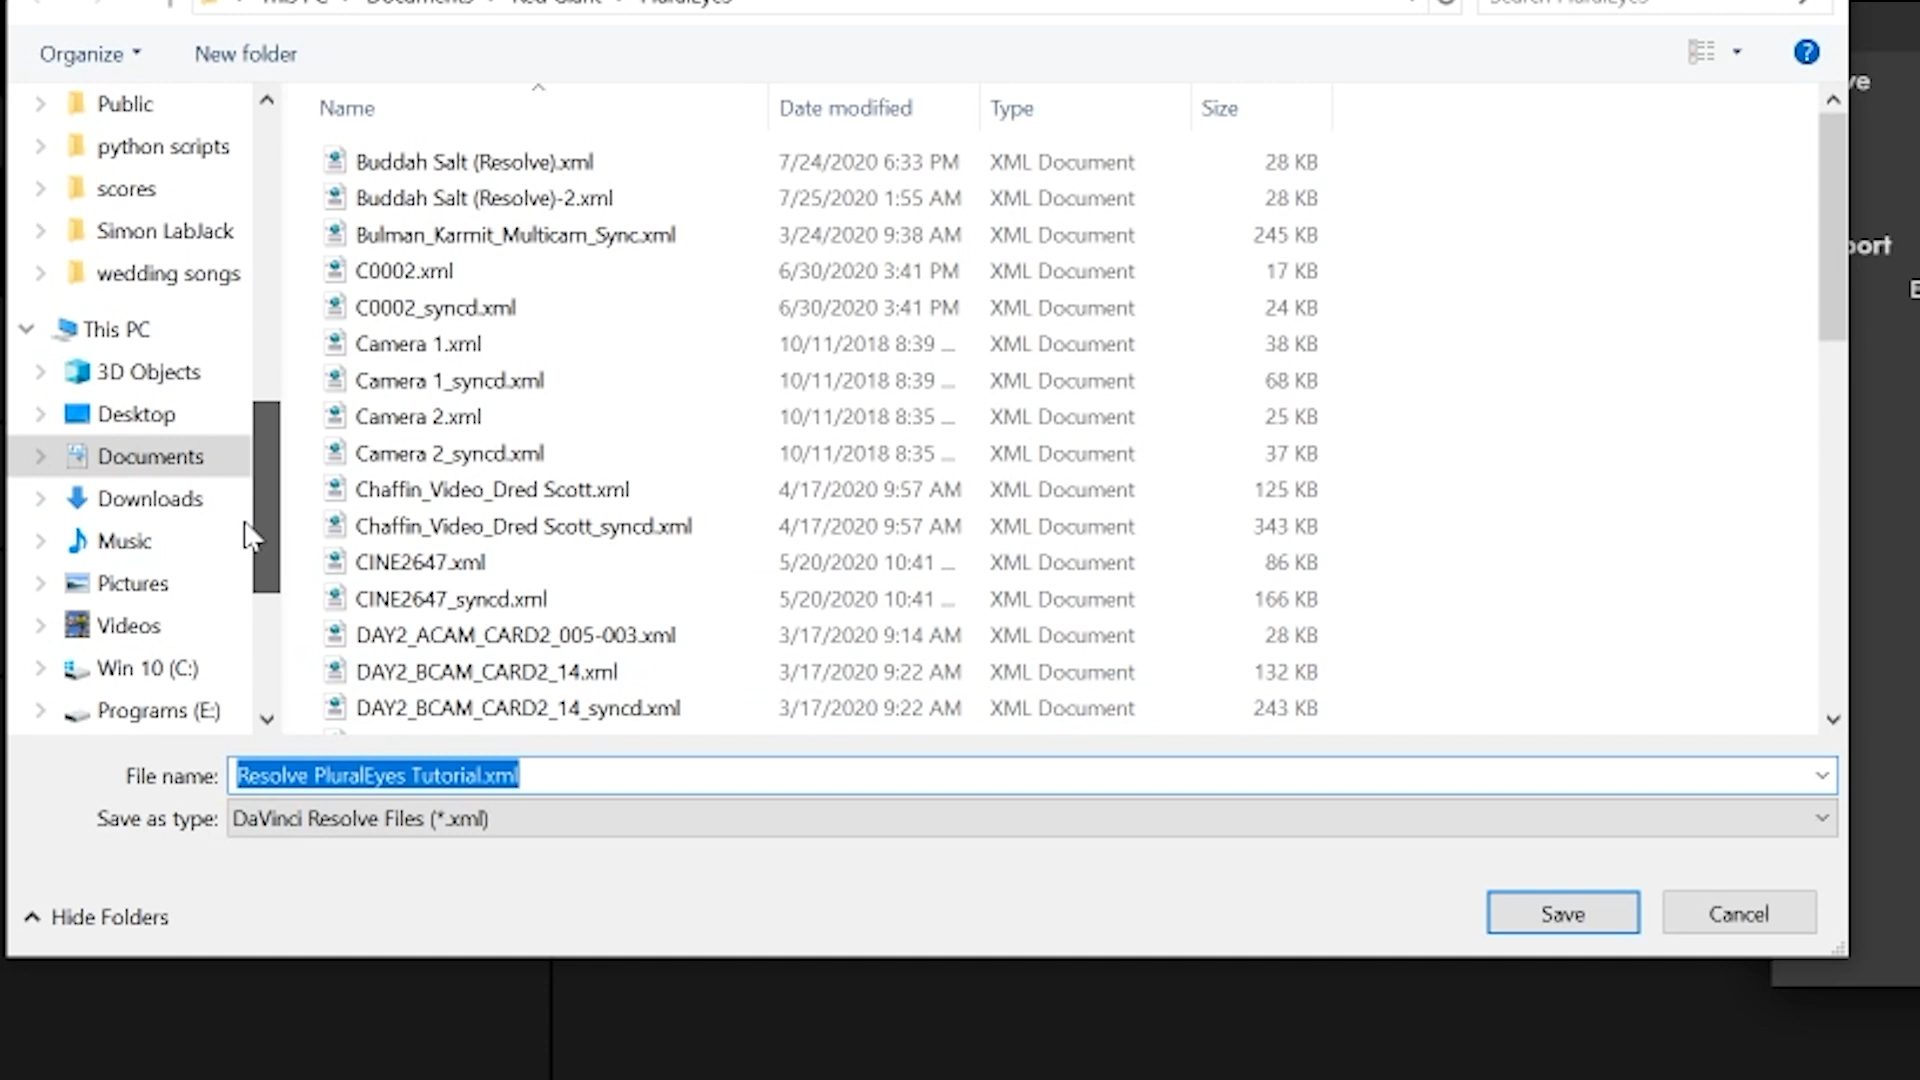 This PC Documents Red Giant PluralEyes Search PluralEyes
Organize New folder
Name Date modified Type Size
Public
python scripts
scores
Simon LabJack
wedding songs
This PC
3D Objects
Desktop
Documents
Downloads
Music
Pictures
Videos
Win 10 (C:)
Programs (E:)
Buddah Salt (Resolve).xml 7/24/2020 6:33 PM XML Document 28 KB
Buddah Salt (Resolve)-2.xml 7/25/2020 1:55 AM XML Document 28 KB
Bulman_Karmit_Multicam_Sync.xml 3/24/2020 9:38 AM XML Document 245 KB
C0002.xml 6/30/2020 3:41 PM XML Document 17 KB
C0002_syncd.xml 6/30/2020 3:41 PM XML Document 24 KB
Camera 1.xml 10/11/2018 8:39 ... XML Document 38 KB
Camera 1_syncd.xml 10/11/2018 8:39 ... XML Document 68 KB
Camera 2.xml 10/11/2018 8:35 ... XML Document 25 KB
Camera 2_syncd.xml 10/11/2018 8:35 ... XML Document 37 KB
Chaffin_Video_Dred Scott.xml 4/17/2020 9:57 AM XML Document 125 KB
Chaffin_Video_Dred Scott_syncd.xml 4/17/2020 9:57 AM XML Document 343 KB
CINE2647.xml 5/20/2020 10:41 ... XML Document 86 KB
CINE2647_syncd.xml 5/20/2020 10:41 ... XML Document 166 KB
DAY2_ACAM_CARD2_005-003.xml 3/17/2020 9:14 AM XML Document 28 KB
DAY2_BCAM_CARD2_14.xml 3/17/2020 9:22 AM XML Document 132 KB
DAY2_BCAM_CARD2_14_syncd.xml 3/17/2020 9:22 AM XML Document 243 KB
File name: Resolve PluralEyes Tutorial.xml
Save as type: DaVinci Resolve Files (*.xml)
Hide Folders Save Cancel